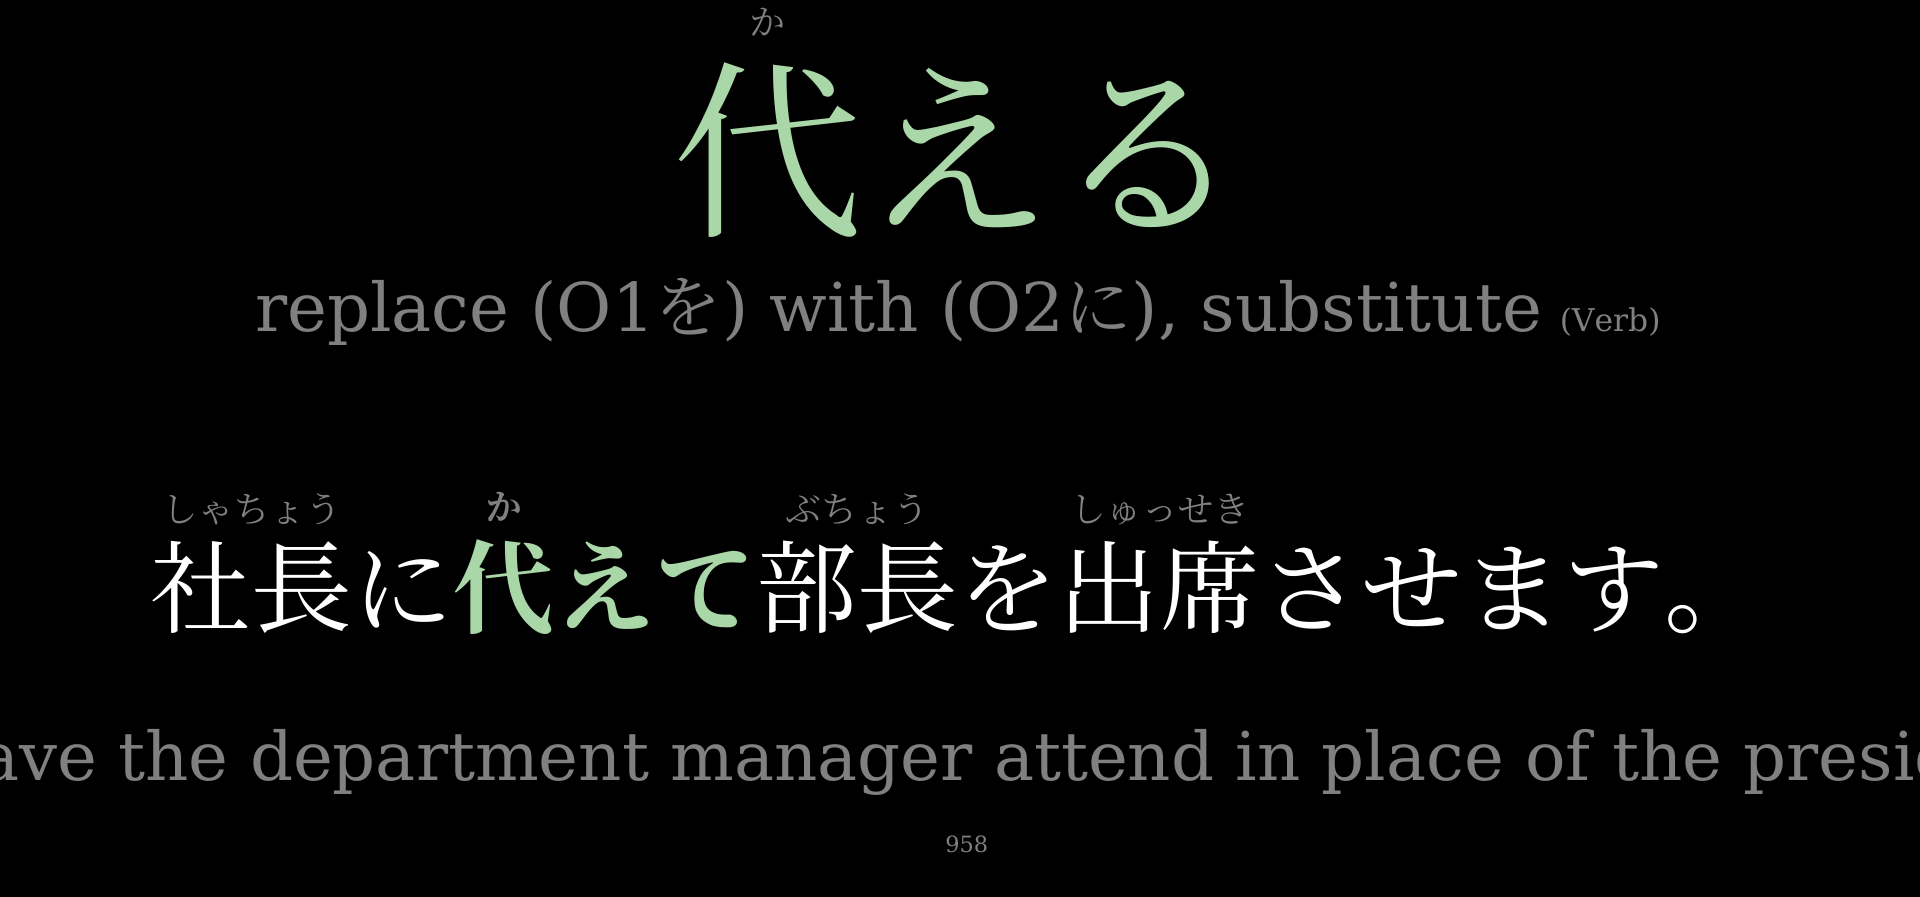 か
代える
replace (O1を) with (O2に), substitute (Verb)
しゃちょう か ぶちょう しゅっせき
社長に代えて部長を出席させます。
the department manager attend in place of the
958